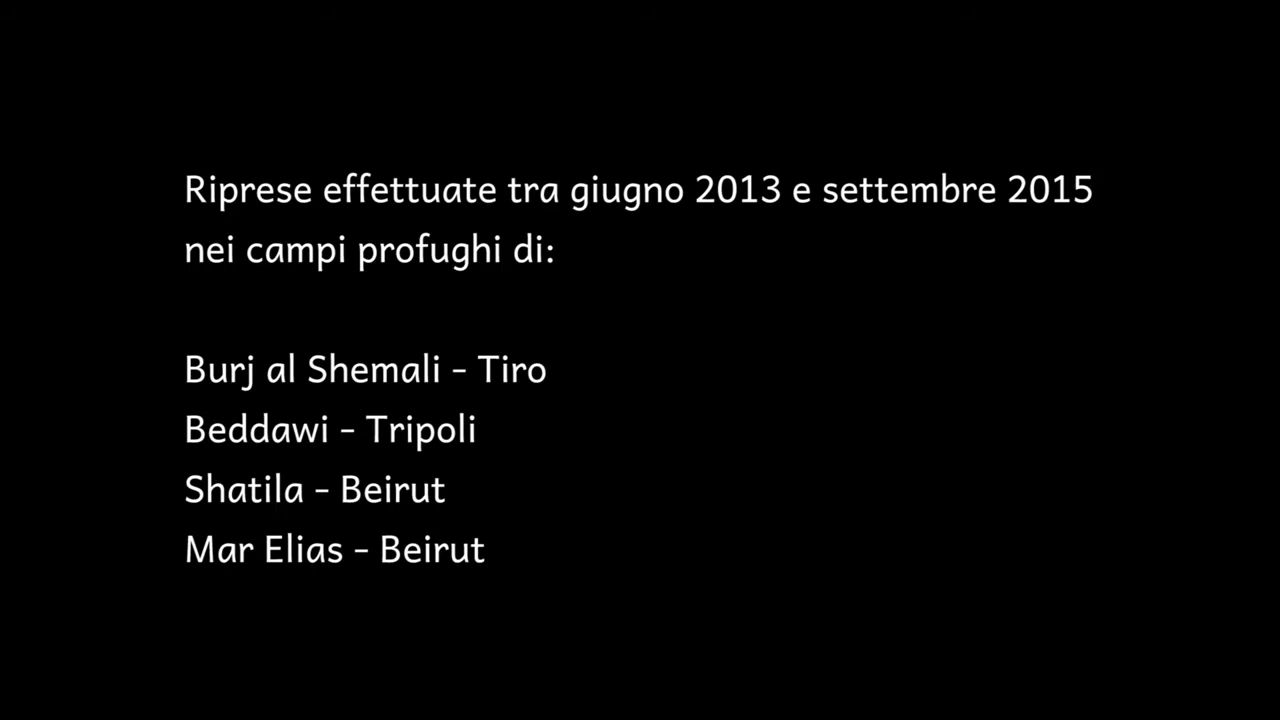 Riprese effettuate tra giugno 2013 e settembre 2015
nei campi profughi di:
Burj al Shemali - Tiro
Beddawi - Tripoli
Shatila - Beirut
Mar Elias - Beirut